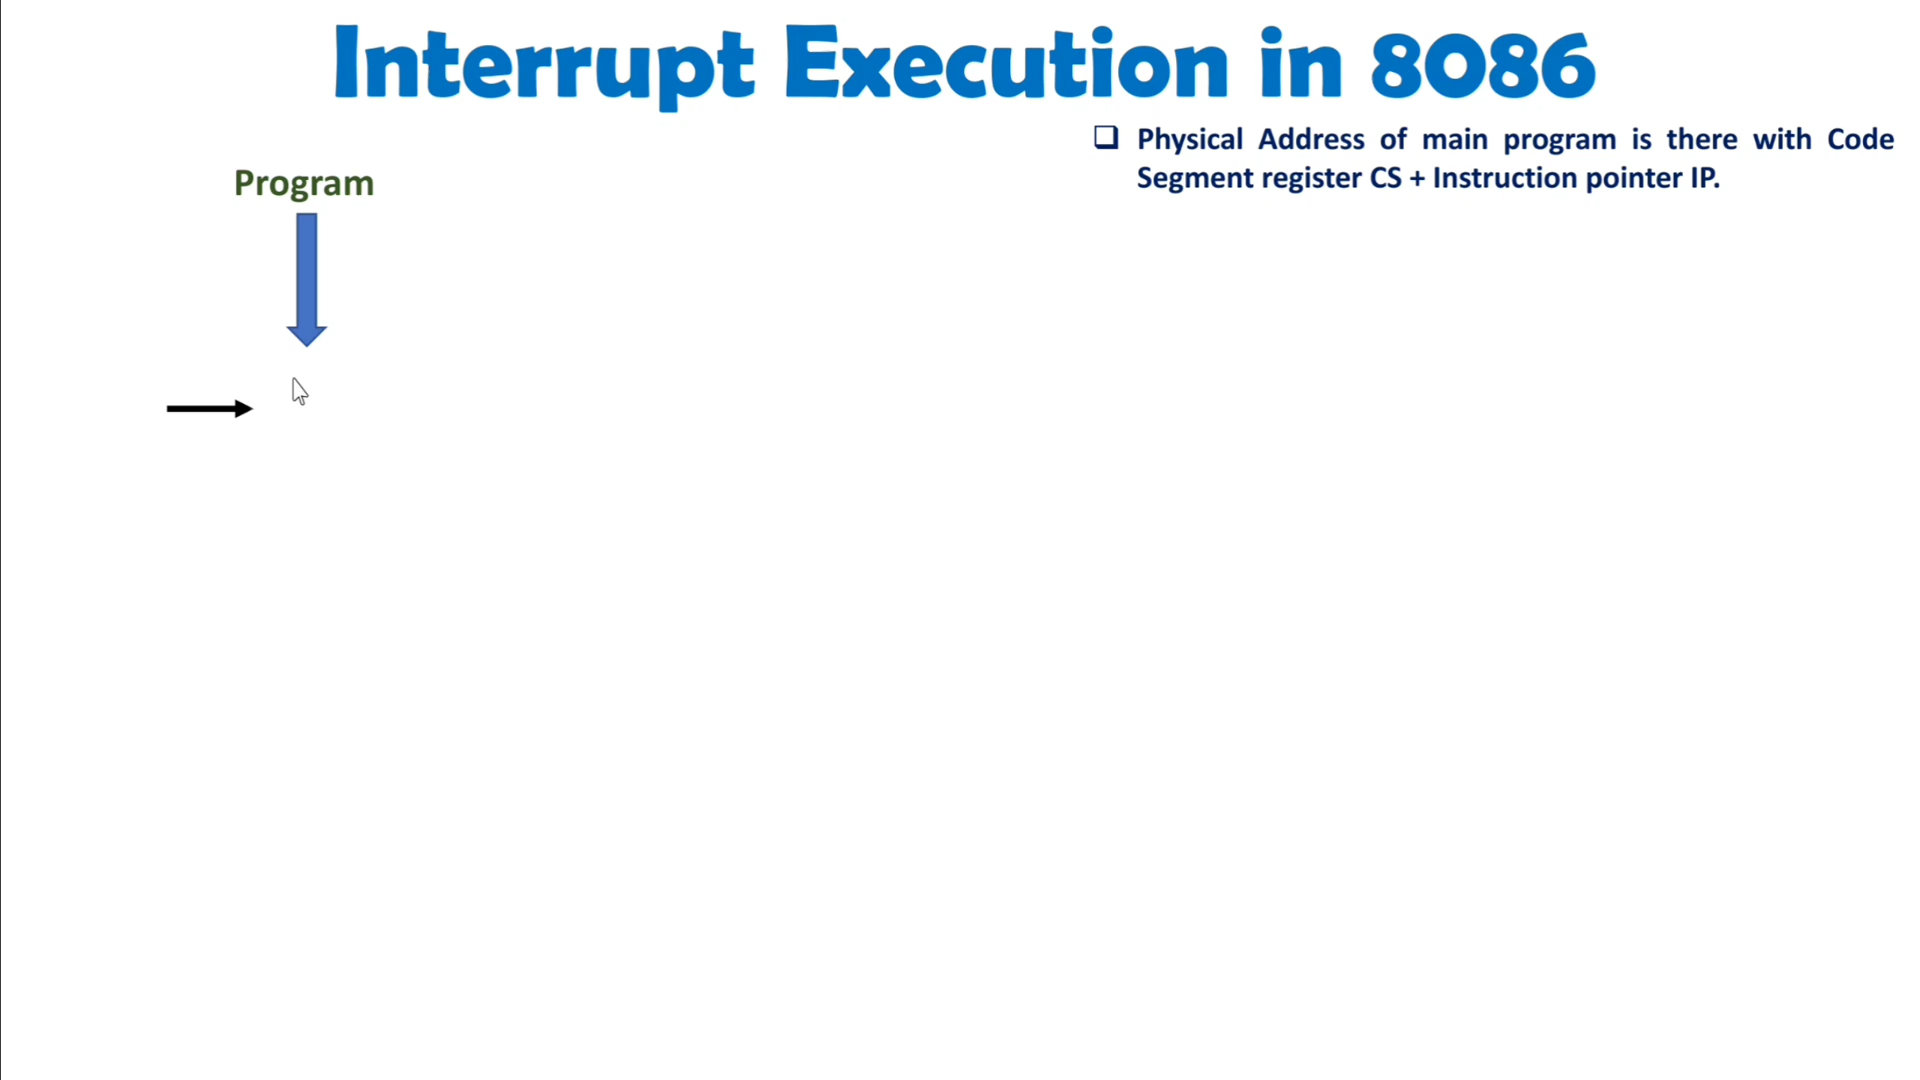 Interrupt Execution in 8086
❑ Physical Address of main program is there with Code
Segment register CS + Instruction pointer IP.
Program